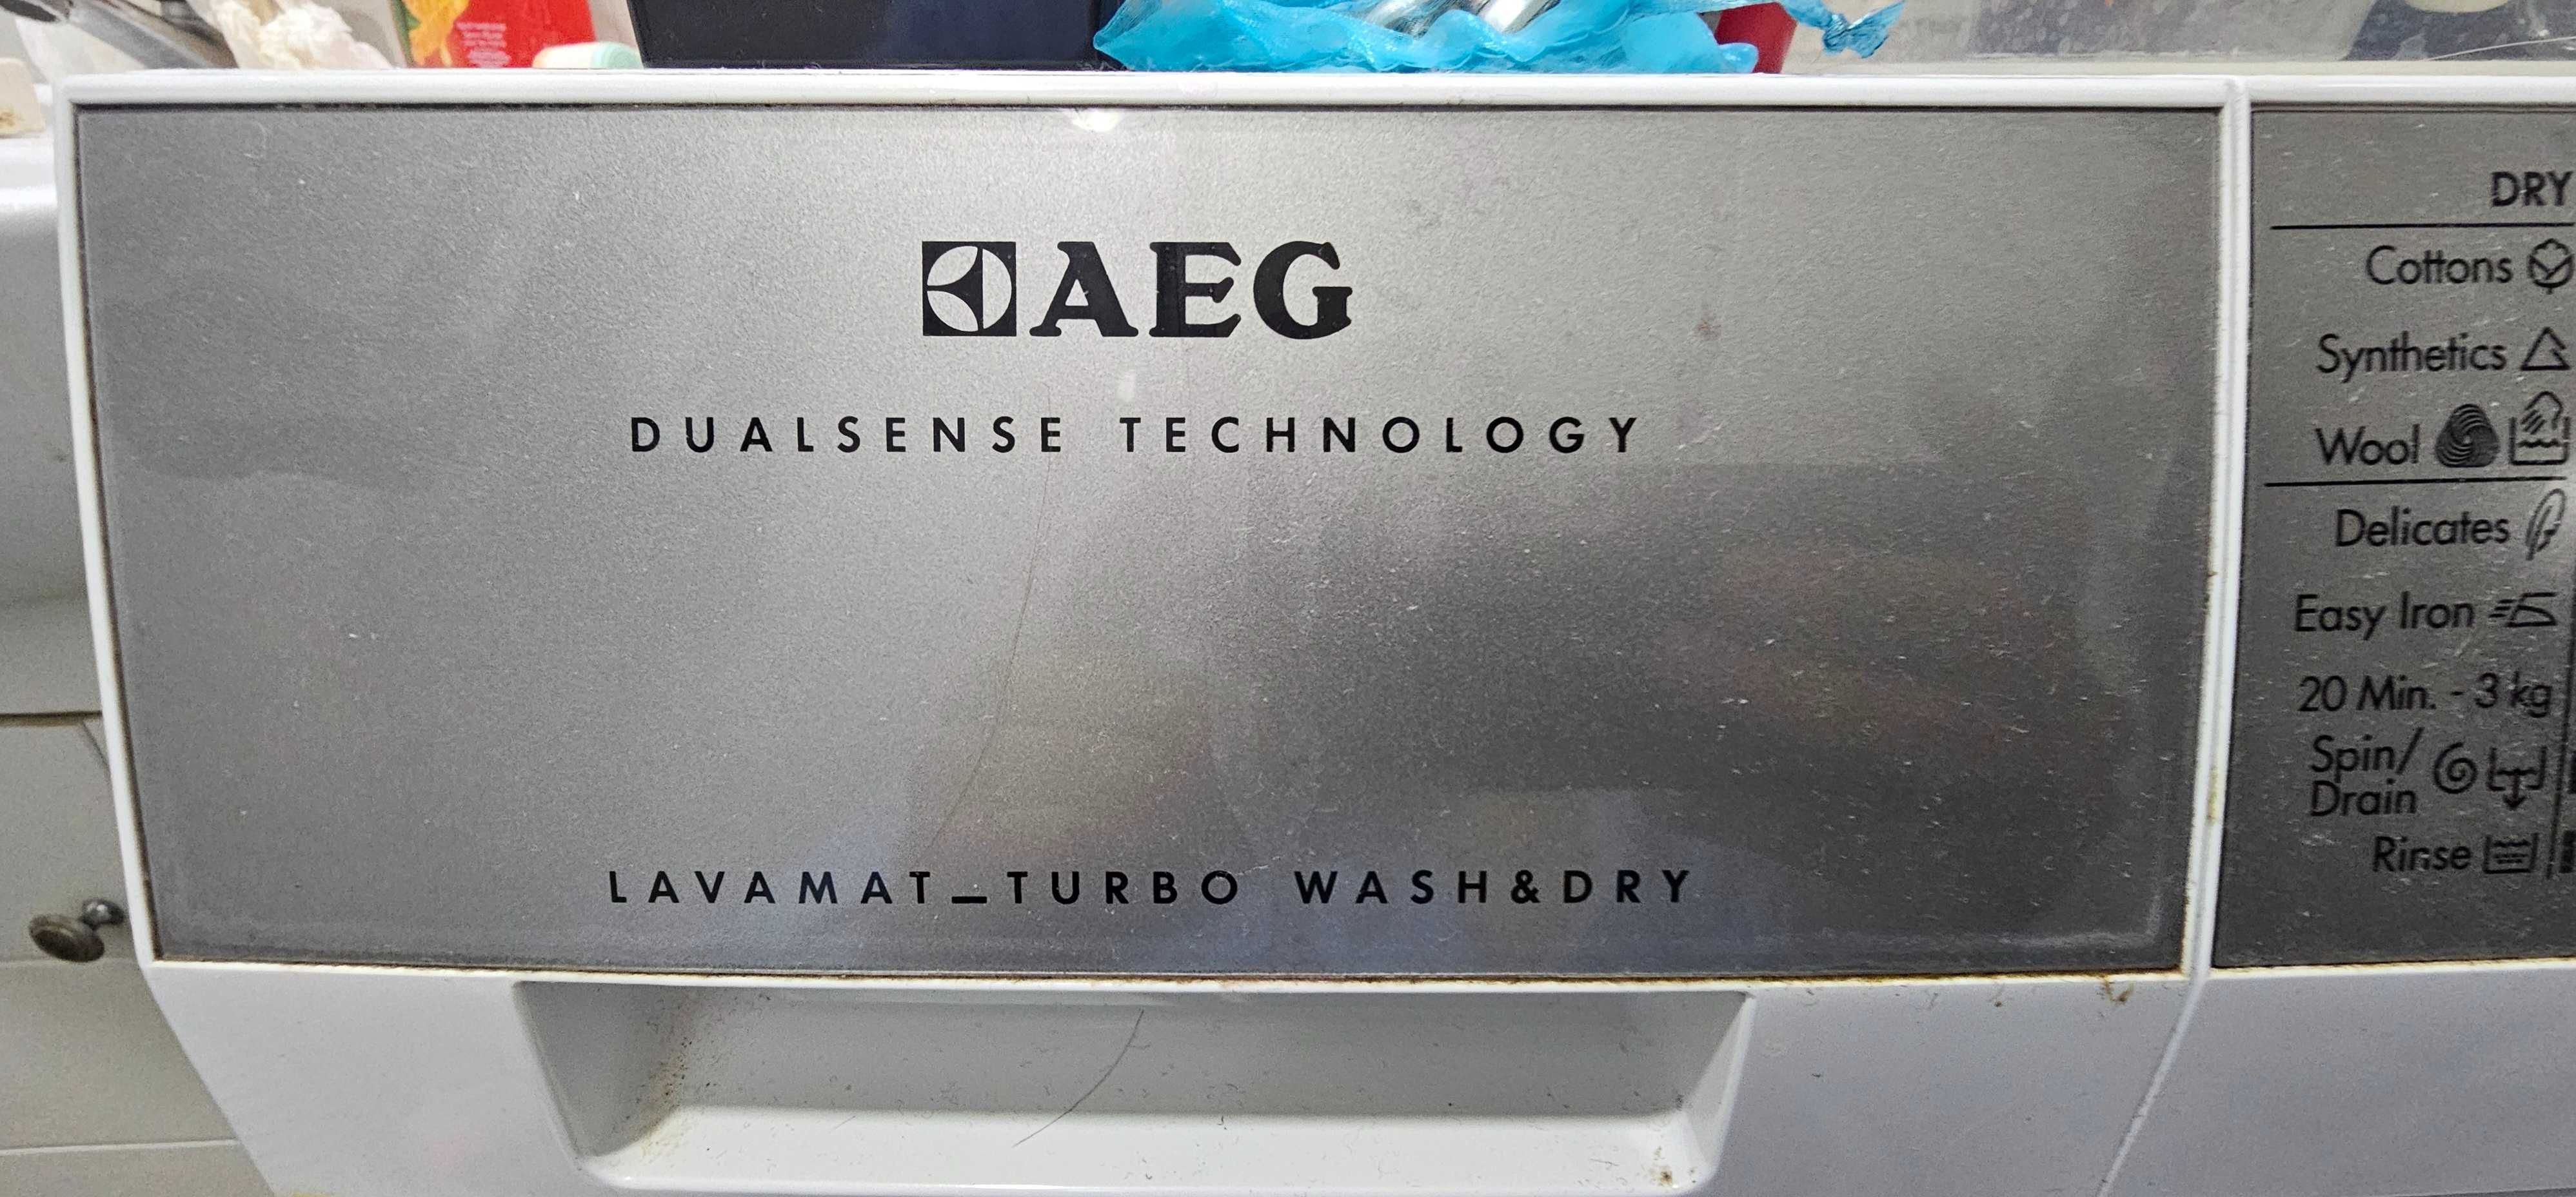 AEG
DUALSENSE TECHNOLOGY
LAVAMAT_TURBO WASH&DRY
DRY
Cottons
Synthetics
Wool
Delicates
Easy Iron
20 Min. - 3 kg
Spin/
Drain
Rinse